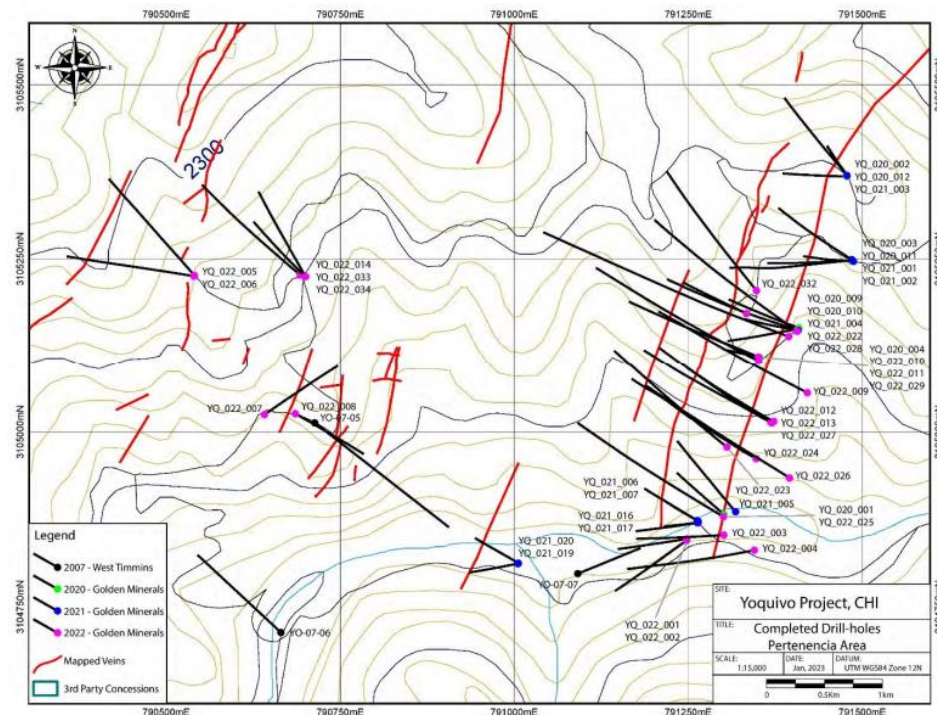 790500mE
790750mE
791000mE
791250mE
791500mE
N
W
E
S
3105500mN
2300
YQ_020_002
YQ_020_012
YQ_021_003
3105250mN
YQ_022_005
YQ_022_006
YQ_022_014
YQ_022_033
YQ_022_034
YQ_020_003
YQ_020_011
YQ_021_001
YQ_021_002
YQ_022_032
YQ_020_009
YQ_020_010
YQ_021_004
YQ_022_022
YQ_022_028
YQ_020_004
YQ_022_010
YQ_022_011
YQ_022_029
YQ_022_009
YQ_022_007
YQ_022_008
YO-07-05
3105000mN
YQ_022_012
YQ_022_013
YQ_022_027
YQ_022_024
YQ_022_026
YQ_022_023
YQ_021_005
YQ_021_006
YQ_021_007
YQ_020_001
YQ_022_025
YQ_021_016
YQ_021_017
YQ_022_003
YQ_022_004
YQ_021_020
YQ_021_019
YO-07-07
YQ_022_001
YQ_022_002
YO-07-06
3104750mN
Legend
2007 - West Timmins
2020 - Golden Minerals
2021 - Golden Minerals
2022 - Golden Minerals
Mapped Veins
3rd Party Concessions
SITE:
Yoquivo Project, CHI
TITLE:
Completed Drill-holes
Pertenencia Area
SCALE:
1:15,000
DATE:
Jan, 2023
DATUM:
UTM WGS84 Zone 12N
0
0.5Km
1km
790500mE
790750mE
791000mE
791250mE
791500mE